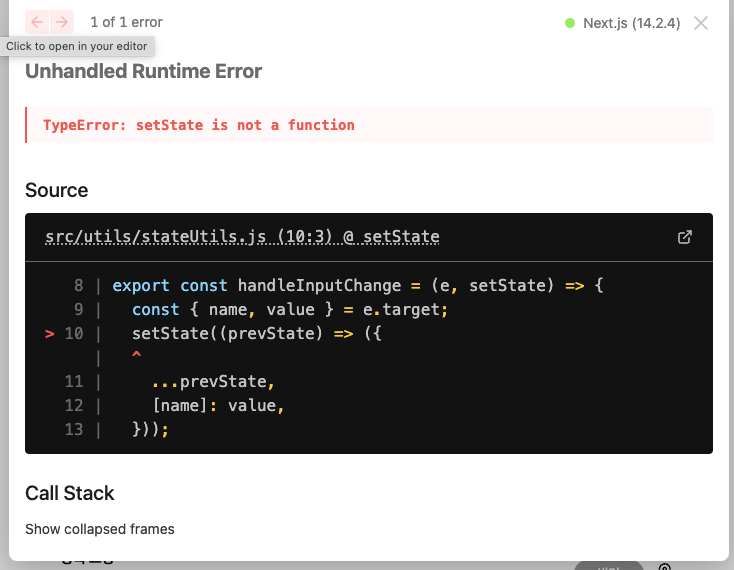 1 of 1 error
Next.js (14.2.4)
Click to open in your editor
Unhandled Runtime Error
TypeError: setState is not a function
Source
src/utils/stateUtils.js (10:3) @ setState
8 | export const handleInputChange = (e, setState) => {
9 | const { name, value } = e.target;
> 10 | setState((prevState) => ({
| ^
11 | ...prevState,
12 | [name]: value,
13 | }));
Call Stack
Show collapsed frames